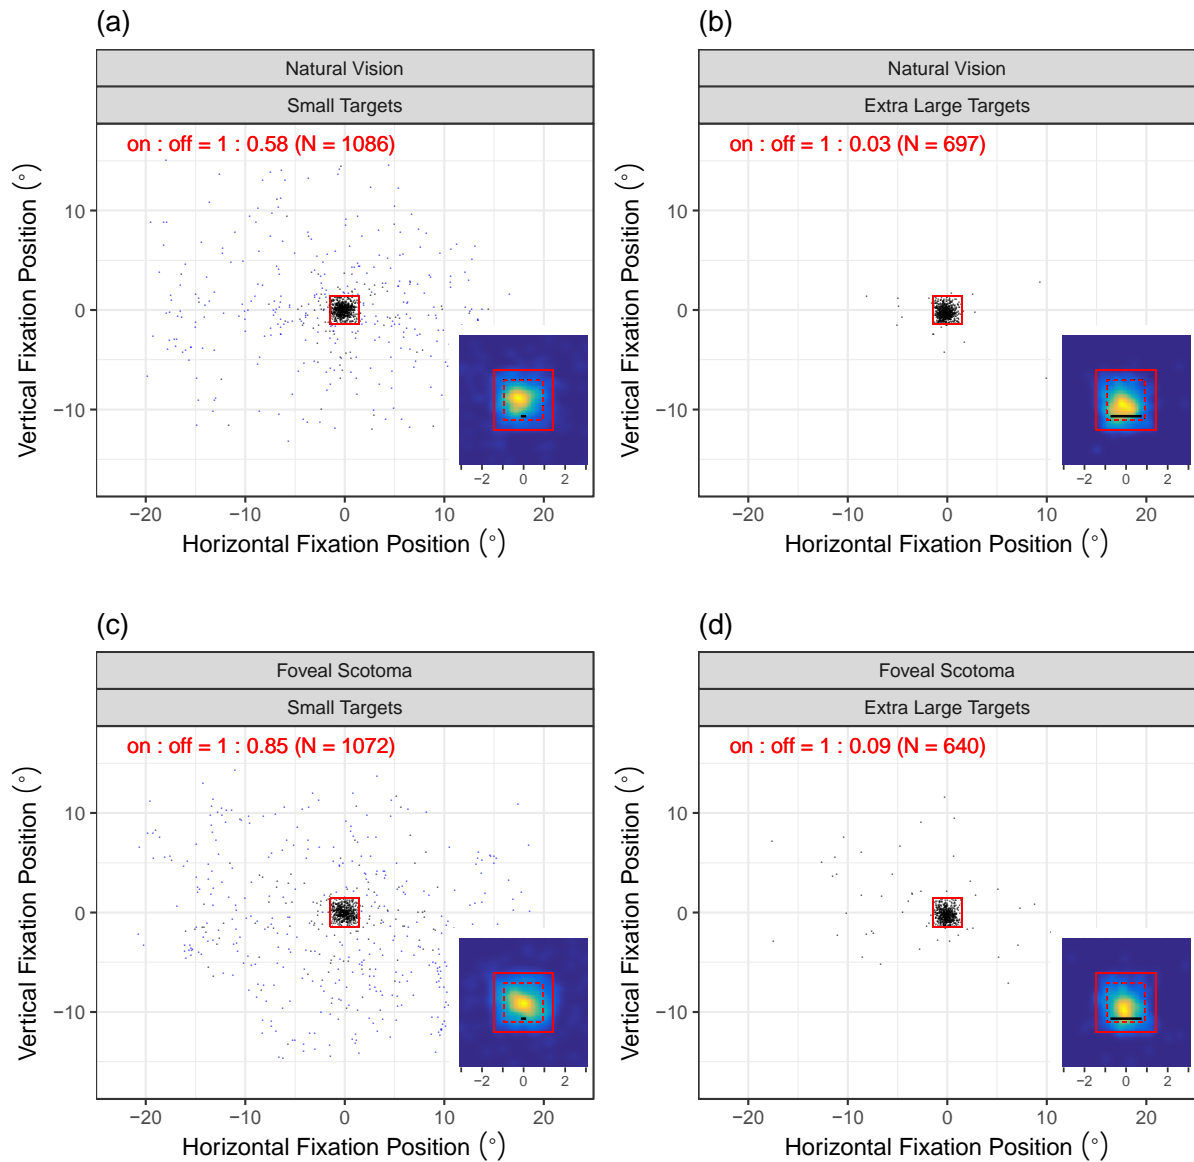 (a)
Natural Vision
Small Targets
on : off = 1 : 0.58 (N = 1086)
Vertical Fixation Position (°)
10
0
−10
−2 0 2
−20 −10 0 10 20
Horizontal Fixation Position (°)
(b)
Natural Vision
Extra Large Targets
on : off = 1 : 0.03 (N = 697)
Vertical Fixation Position (°)
10
0
−10
−2 0 2
−20 −10 0 10 20
Horizontal Fixation Position (°)
(c)
Foveal Scotoma
Small Targets
on : off = 1 : 0.85 (N = 1072)
Vertical Fixation Position (°)
10
0
−10
−2 0 2
−20 −10 0 10 20
Horizontal Fixation Position (°)
(d)
Foveal Scotoma
Extra Large Targets
on : off = 1 : 0.09 (N = 640)
Vertical Fixation Position (°)
10
0
−10
−2 0 2
−20 −10 0 10 20
Horizontal Fixation Position (°)